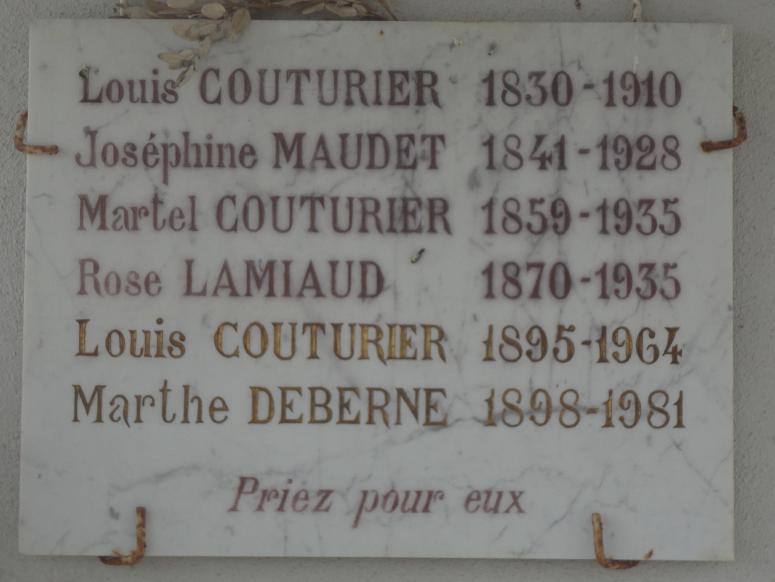 Louis COUTURIER 1830-1910
Joséphine MAUDET 1841-1928
Martel COUTURIER 1859-1935
Rose LAMIAUD 1870-1935
Louis COUTURIER 1895-1964
Marthe DEBERNE 1898-1981
Priez pour eux